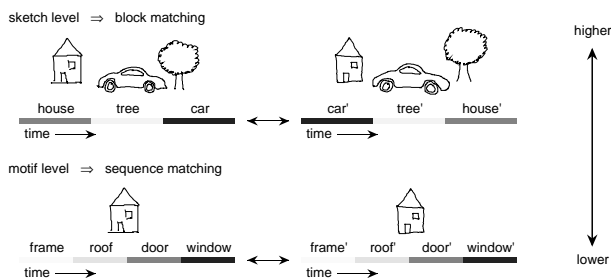 sketch level ⇒ block matching
higher
house tree car car' tree' house'
time time
motif level ⇒ sequence matching
frame roof door window frame' roof' door' window'
lower
time time